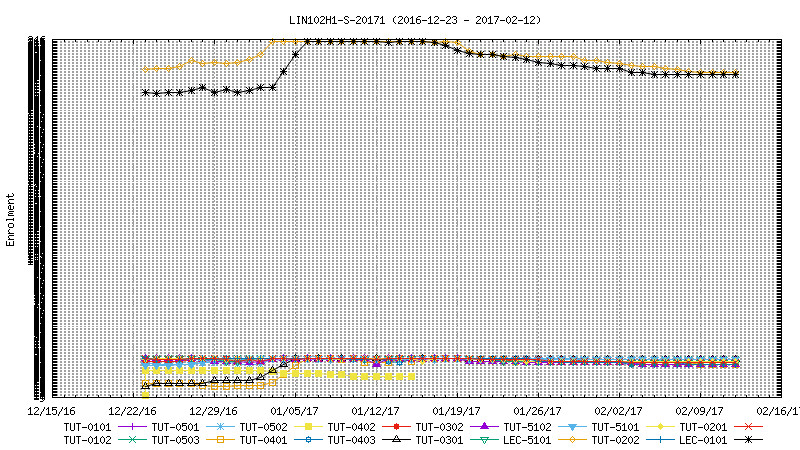 LIN102H1-S-20171 (2016-12-23 - 2017-02-12)
Enrolment
12/15/16 12/22/16 12/29/16 01/05/17 01/12/17 01/19/17 01/26/17 02/02/17 02/09/17 02/16/17
TUT-0101 TUT-0501 TUT-0502 TUT-0402 TUT-0302 TUT-5102 TUT-5101 TUT-0201
TUT-0102 TUT-0503 TUT-0401 TUT-0403 TUT-0301 LEC-5101 TUT-0202 LEC-0101